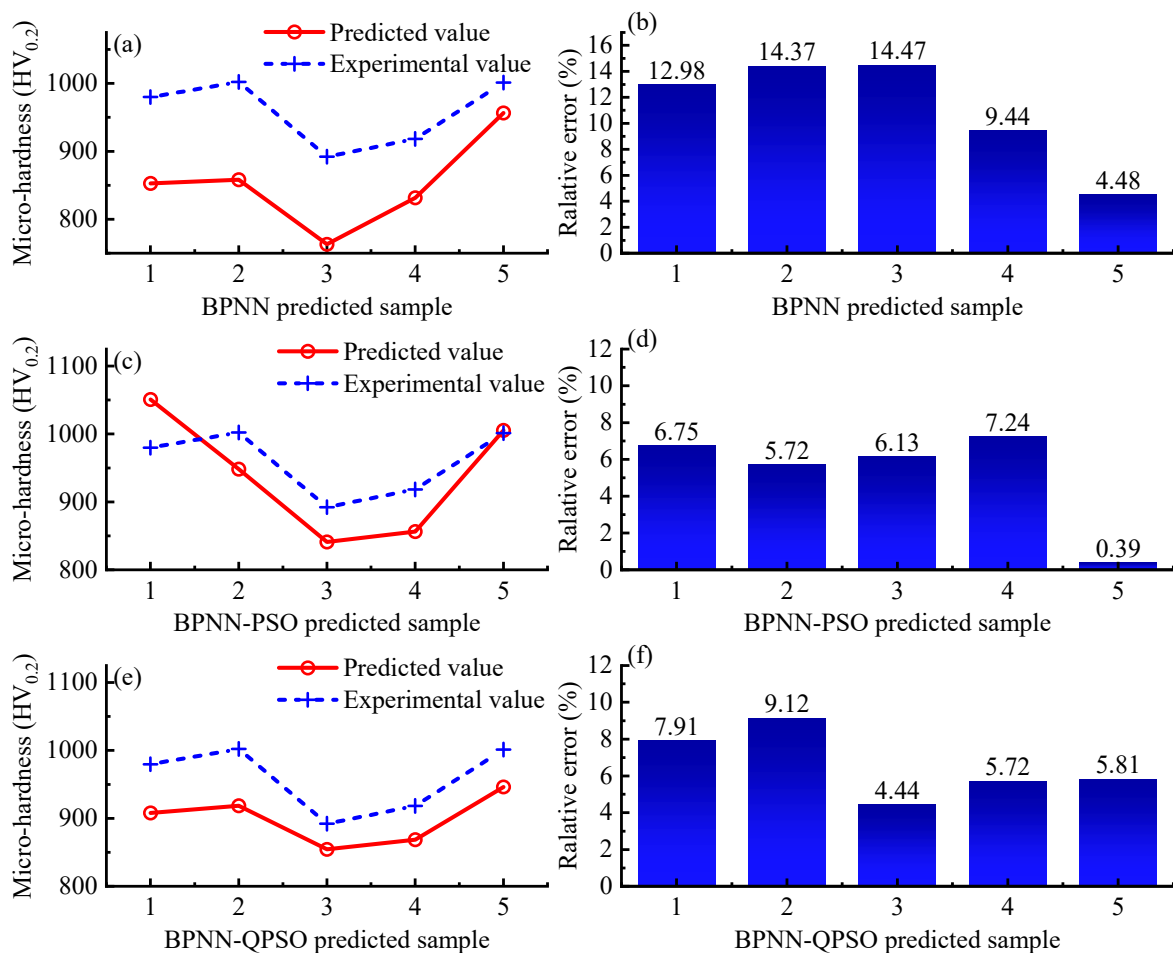 (a)
Predicted value
Experimental value
Micro-hardness (HV0.2)
1000
900
800
1 2 3 4 5
BPNN predicted sample
(b)
Ralative error (%)
16
14
12
10
8
6
4
2
0
12.98 14.37 14.47 9.44 4.48
1 2 3 4 5
BPNN predicted sample
(c)
Predicted value
Experimental value
Micro-hardness (HV0.2)
1100
1000
900
800
1 2 3 4 5
BPNN-PSO predicted sample
(d)
Ralative error (%)
12
10
8
6
4
2
0
6.75 5.72 6.13 7.24 0.39
1 2 3 4 5
BPNN-PSO predicted sample
(e)
Predicted value
Experimental value
Micro-hardness (HV0.2)
1100
1000
900
800
1 2 3 4 5
BPNN-QPSO predicted sample
(f)
Ralative error (%)
12
10
8
6
4
2
0
7.91 9.12 4.44 5.72 5.81
1 2 3 4 5
BPNN-QPSO predicted sample